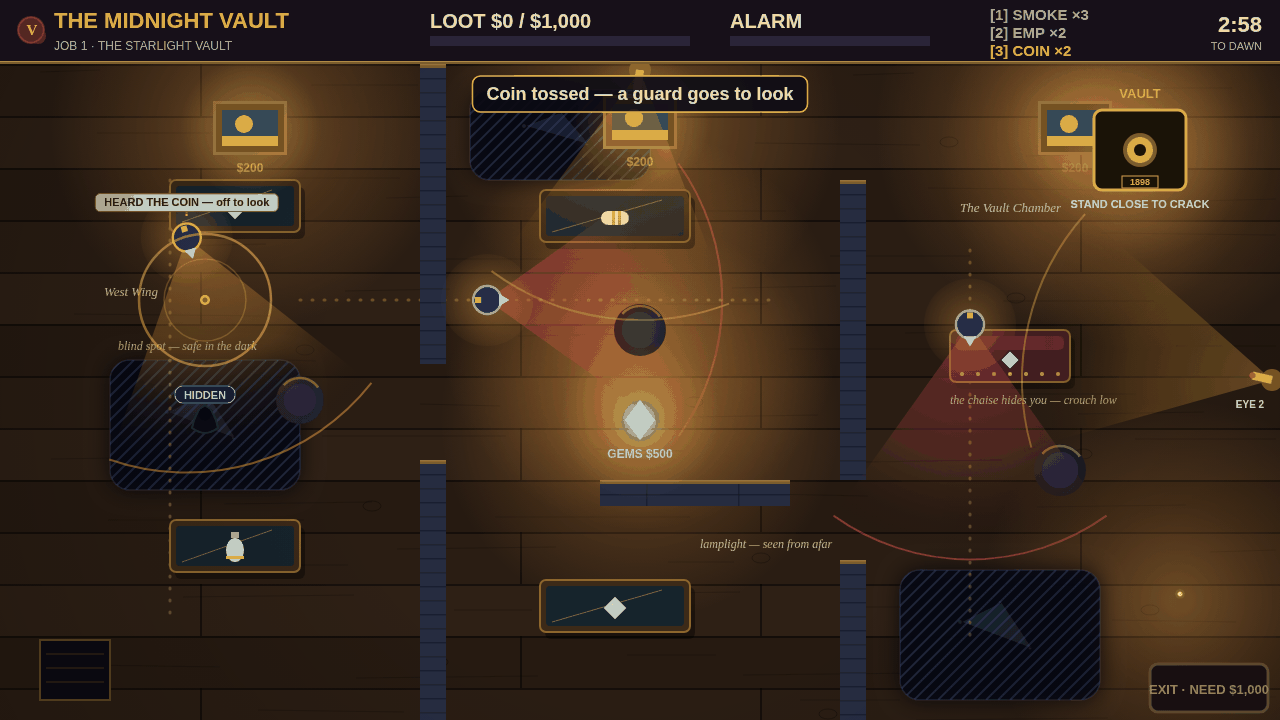 V
THE MIDNIGHT VAULT
JOB 1 · THE STARLIGHT VAULT
LOOT $0 / $1,000
ALARM
[1] SMOKE ×3
[2] EMP ×2
[3] COIN ×2
2:58
TO DAWN
Coin tossed — a guard goes to look
VAULT
$200
$200
$200
1898
HEARD THE COIN — off to look
The Vault Chamber
STAND CLOSE TO CRACK
West Wing
blind spot — safe in the dark
HIDDEN
the chaise hides you — crouch low
EYE 2
GEMS $500
lamplight — seen from afar
EXIT · NEED $1,000